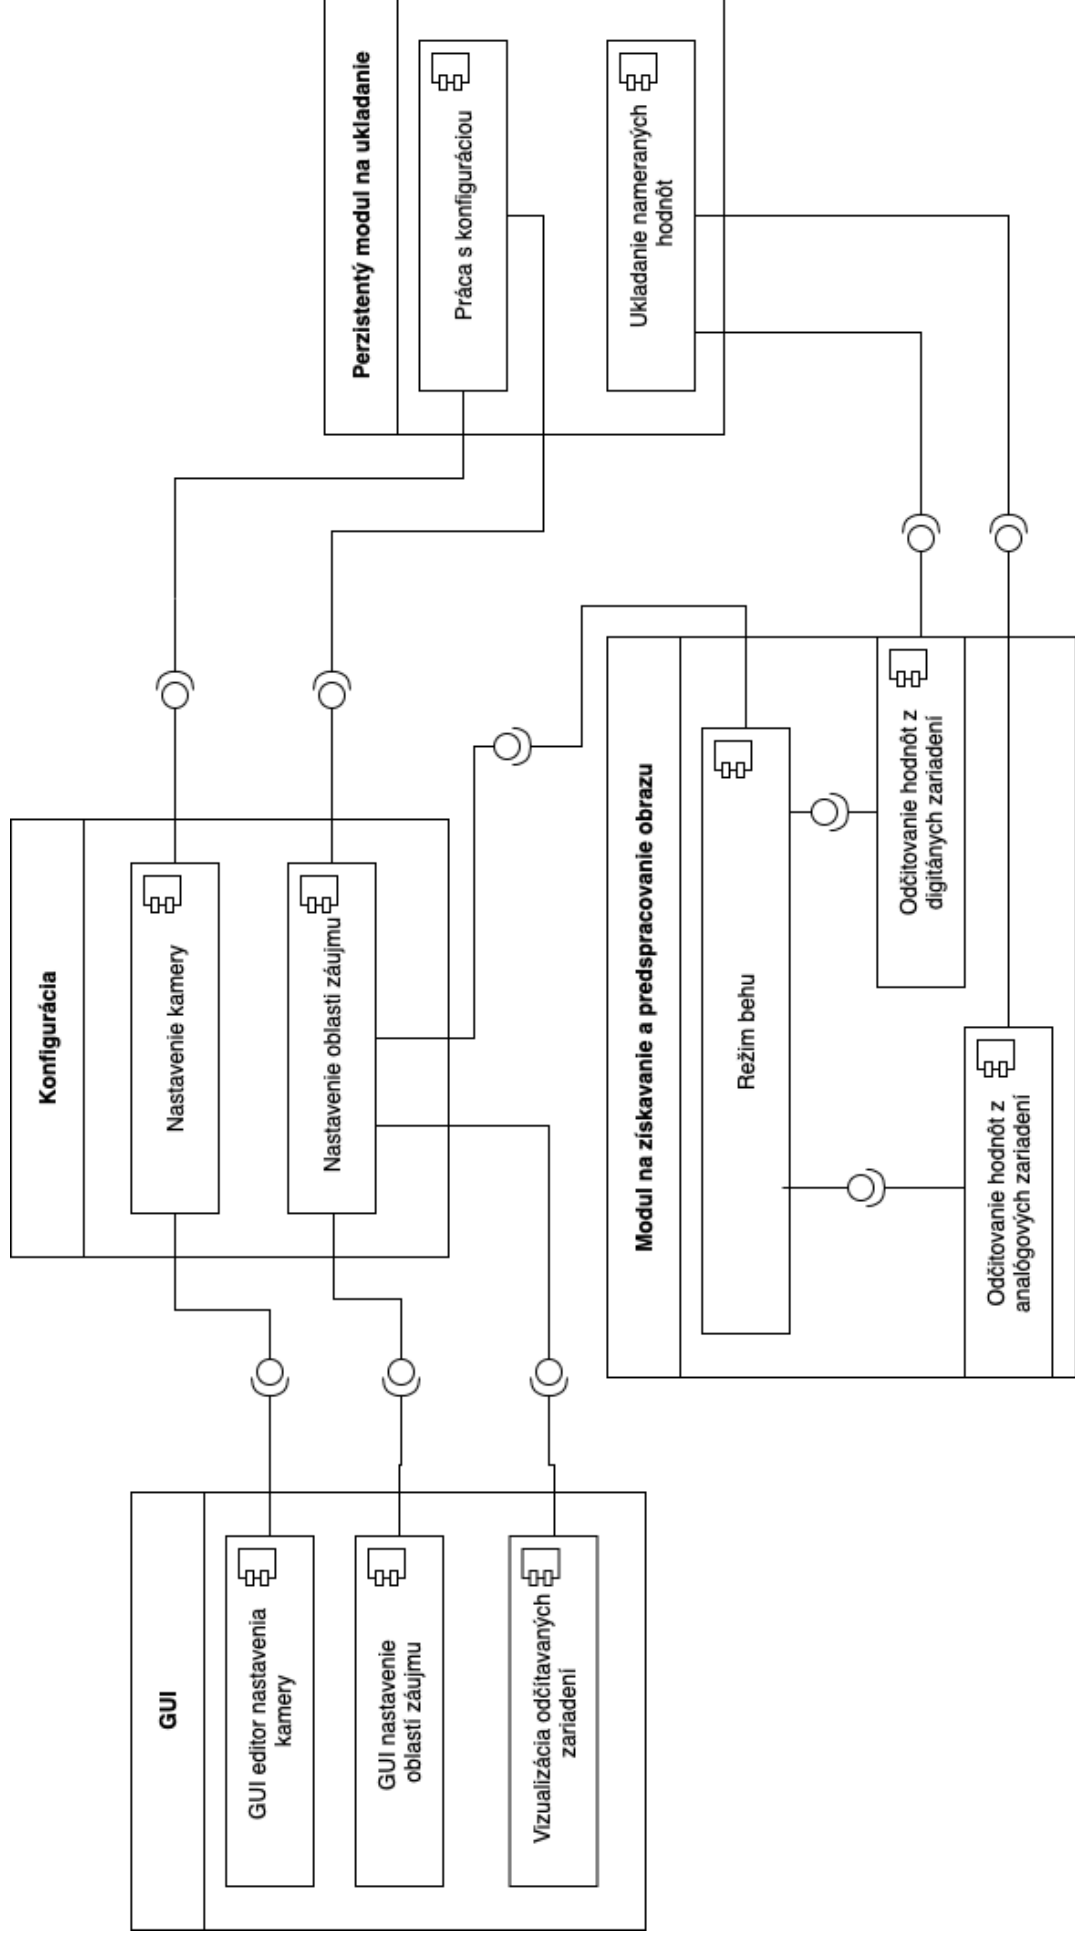 GUI
GUI editor nastavenia
kamery
GUI nastavenie
oblastí záujmu
Vizualizácia odčítavaných
zariadení
Konfigurácia
Nastavenie kamery
Nastavenie oblasti záujmu
Modul na získavanie a predspracovanie obrazu
Režim behu
Odčitovanie hodnôt z
analógových zariadení
Odčitovanie hodnôt z
digitánych zariadení
Perzistentý modul na ukladanie
Práca s konfiguráciou
Ukladanie nameraných
hodnôt